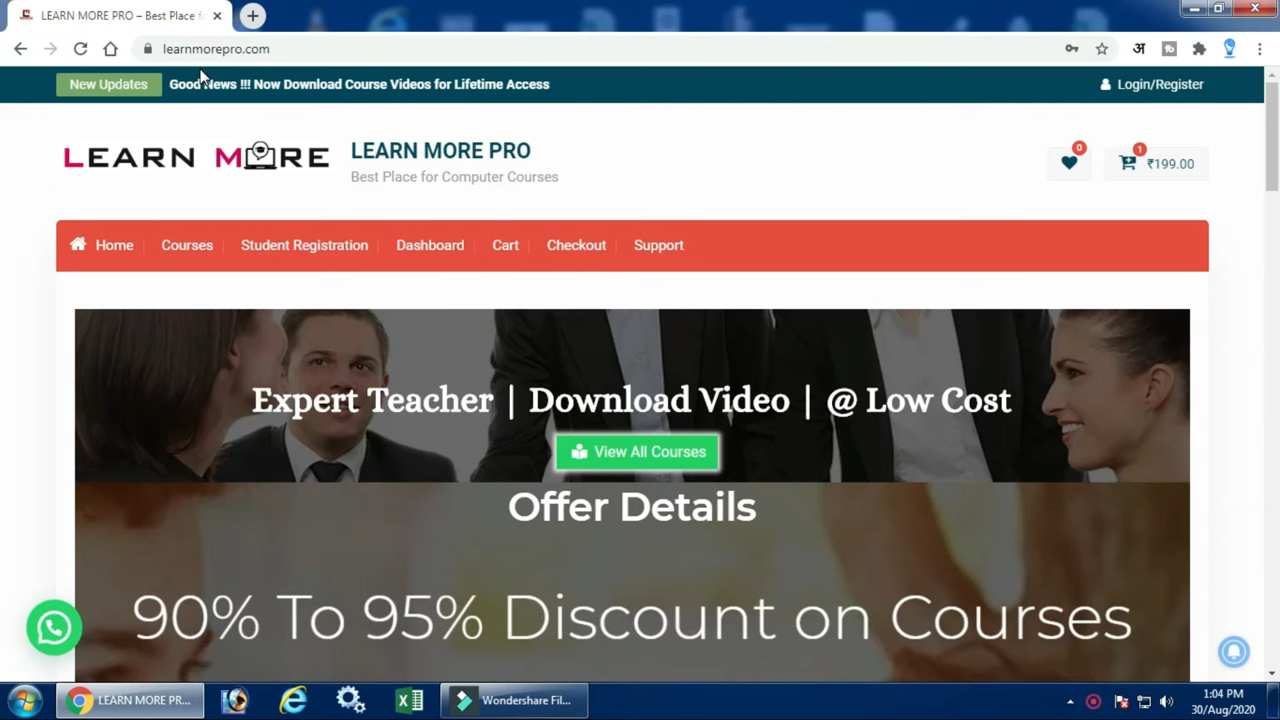 LEARN MORE PRO – Best Place f
learnmorepro.com
अ
New Updates
Good News !!! Now Download Course Videos for Lifetime Access
Login/Register
LEARN MORE
LEARN MORE PRO
Best Place for Computer Courses
0
1
₹199.00
Home
Courses
Student Registration
Dashboard
Cart
Checkout
Support
Expert Teacher | Download Video | @ Low Cost
View All Courses
Offer Details
90% To 95% Discount on Courses
LEARN MORE PR...
Wondershare Fil...
1:04 PM
30/Aug/2020